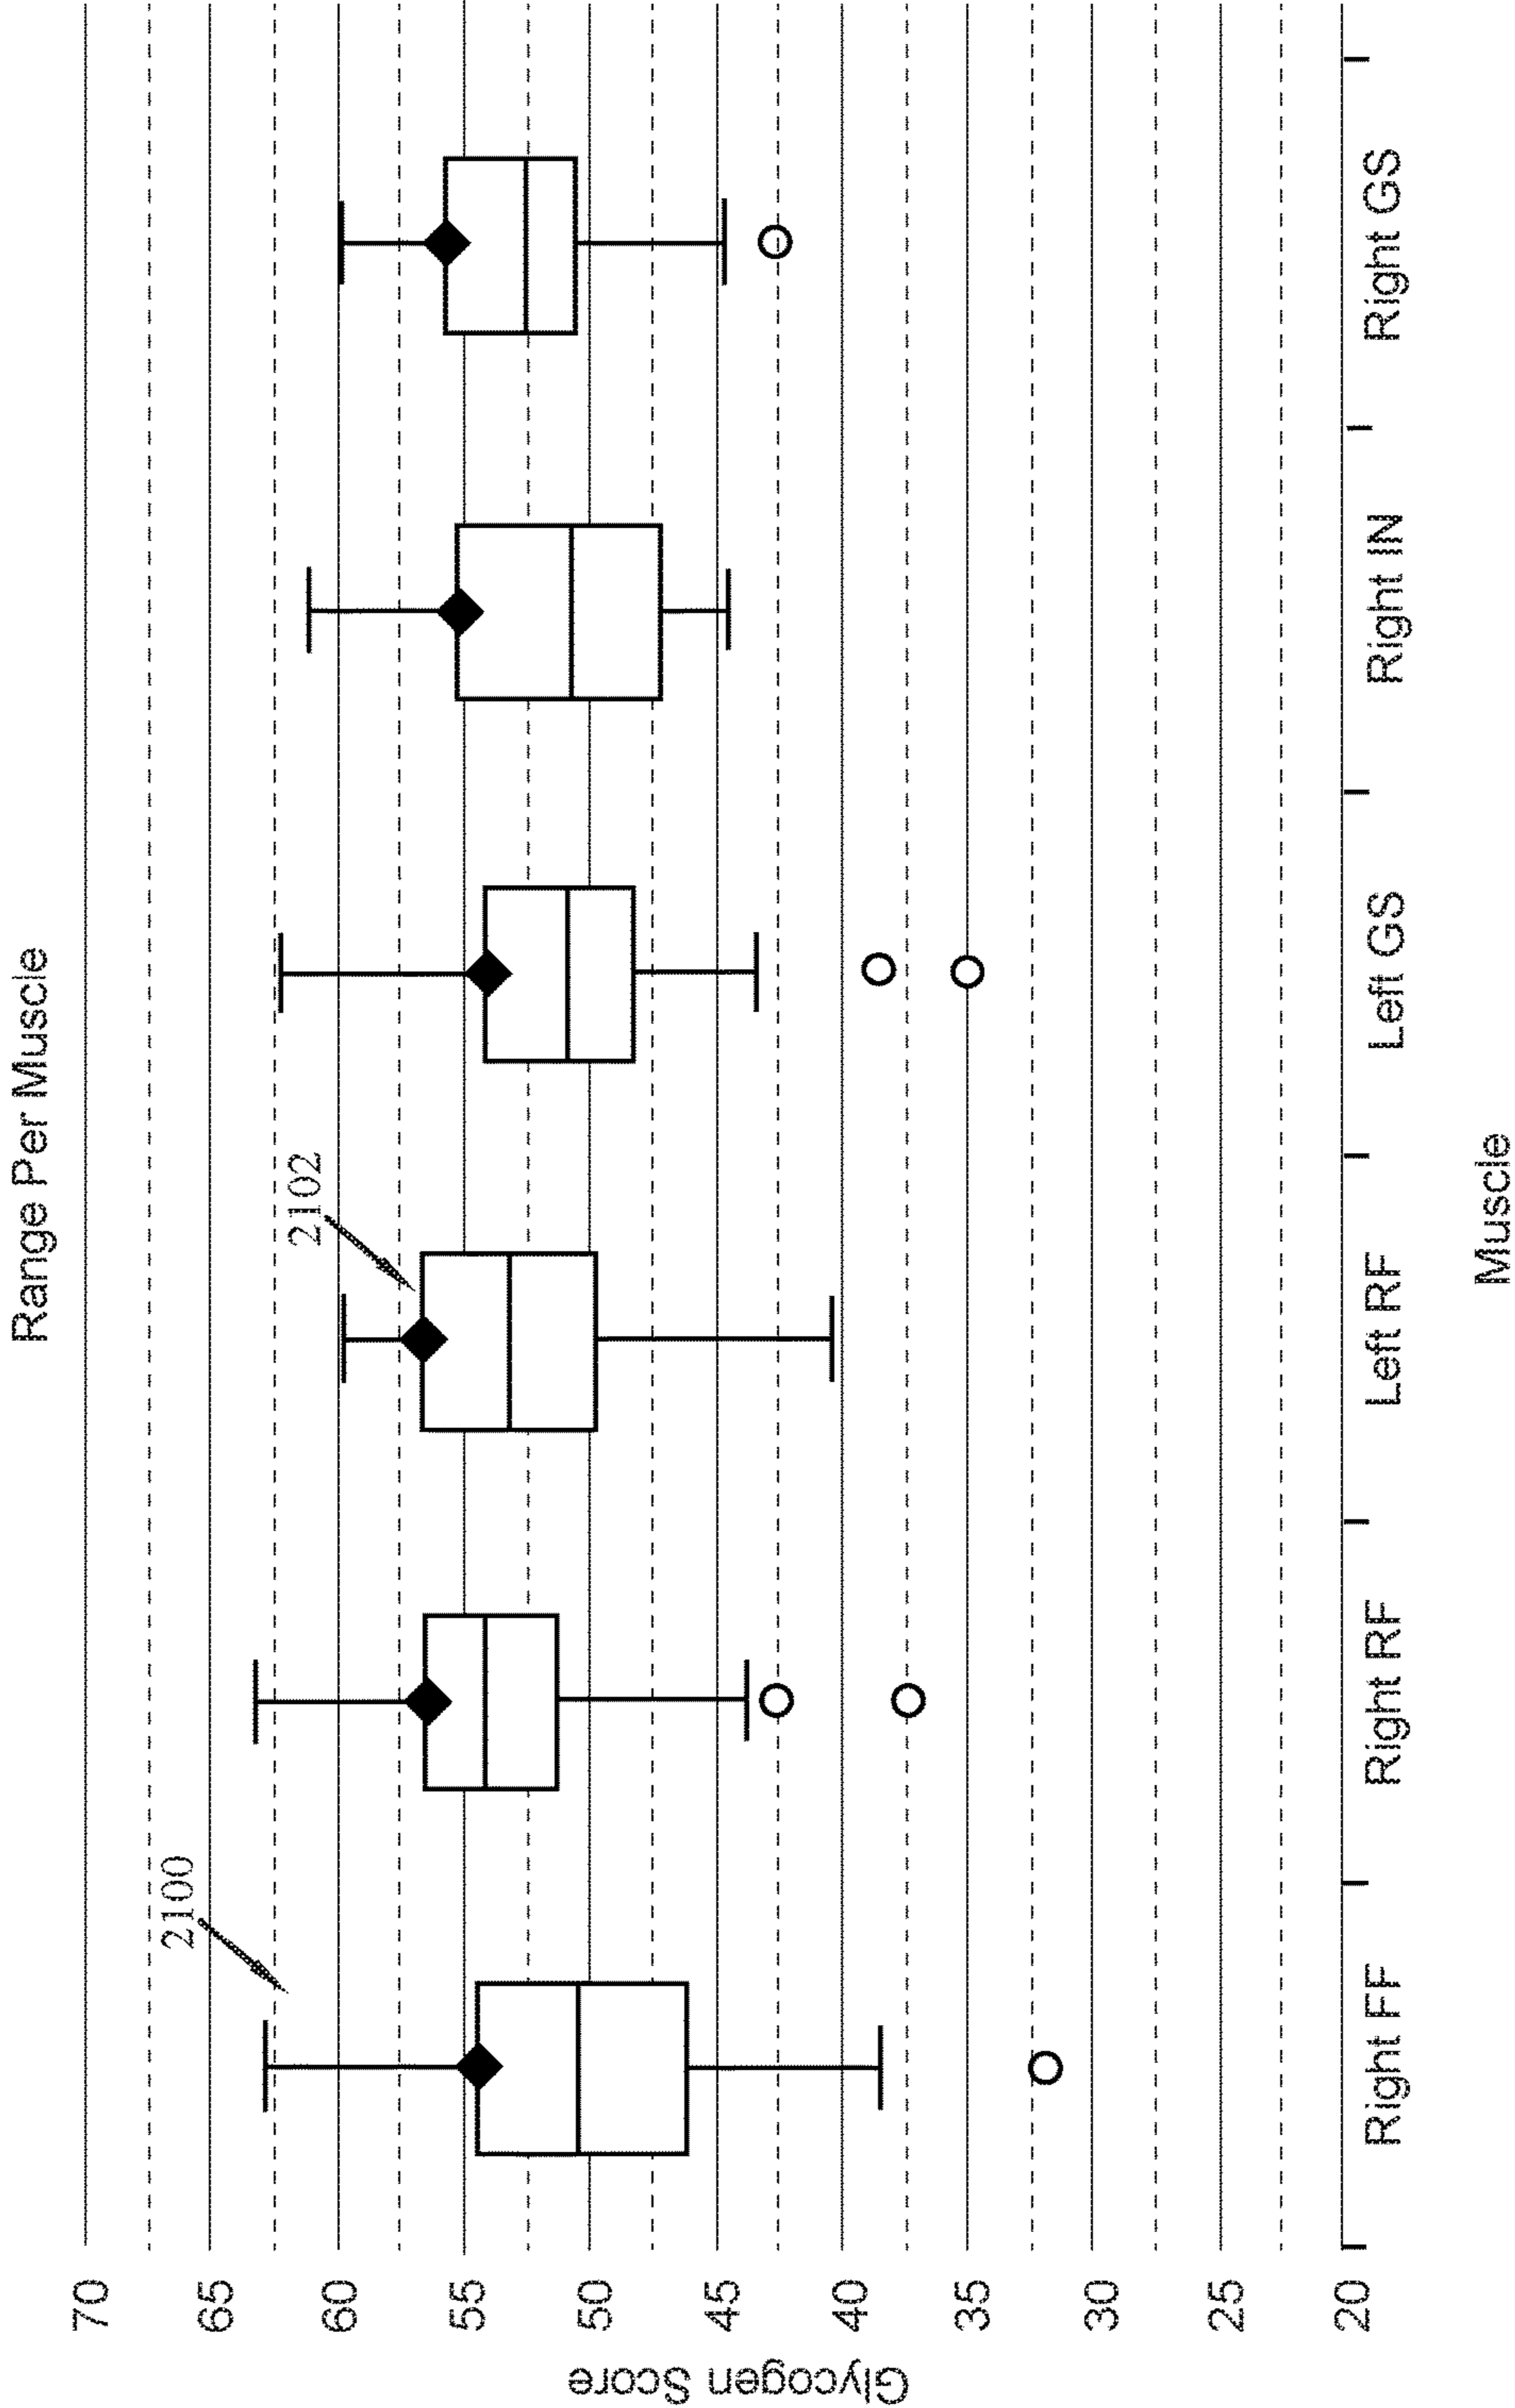 Range Per Muscle
2100
2102
Glycogen Score
70
65
60
55
50
45
40
35
30
25
20
Right FF
Right RF
Left RF
Left GS
Right IN
Right GS
Muscle